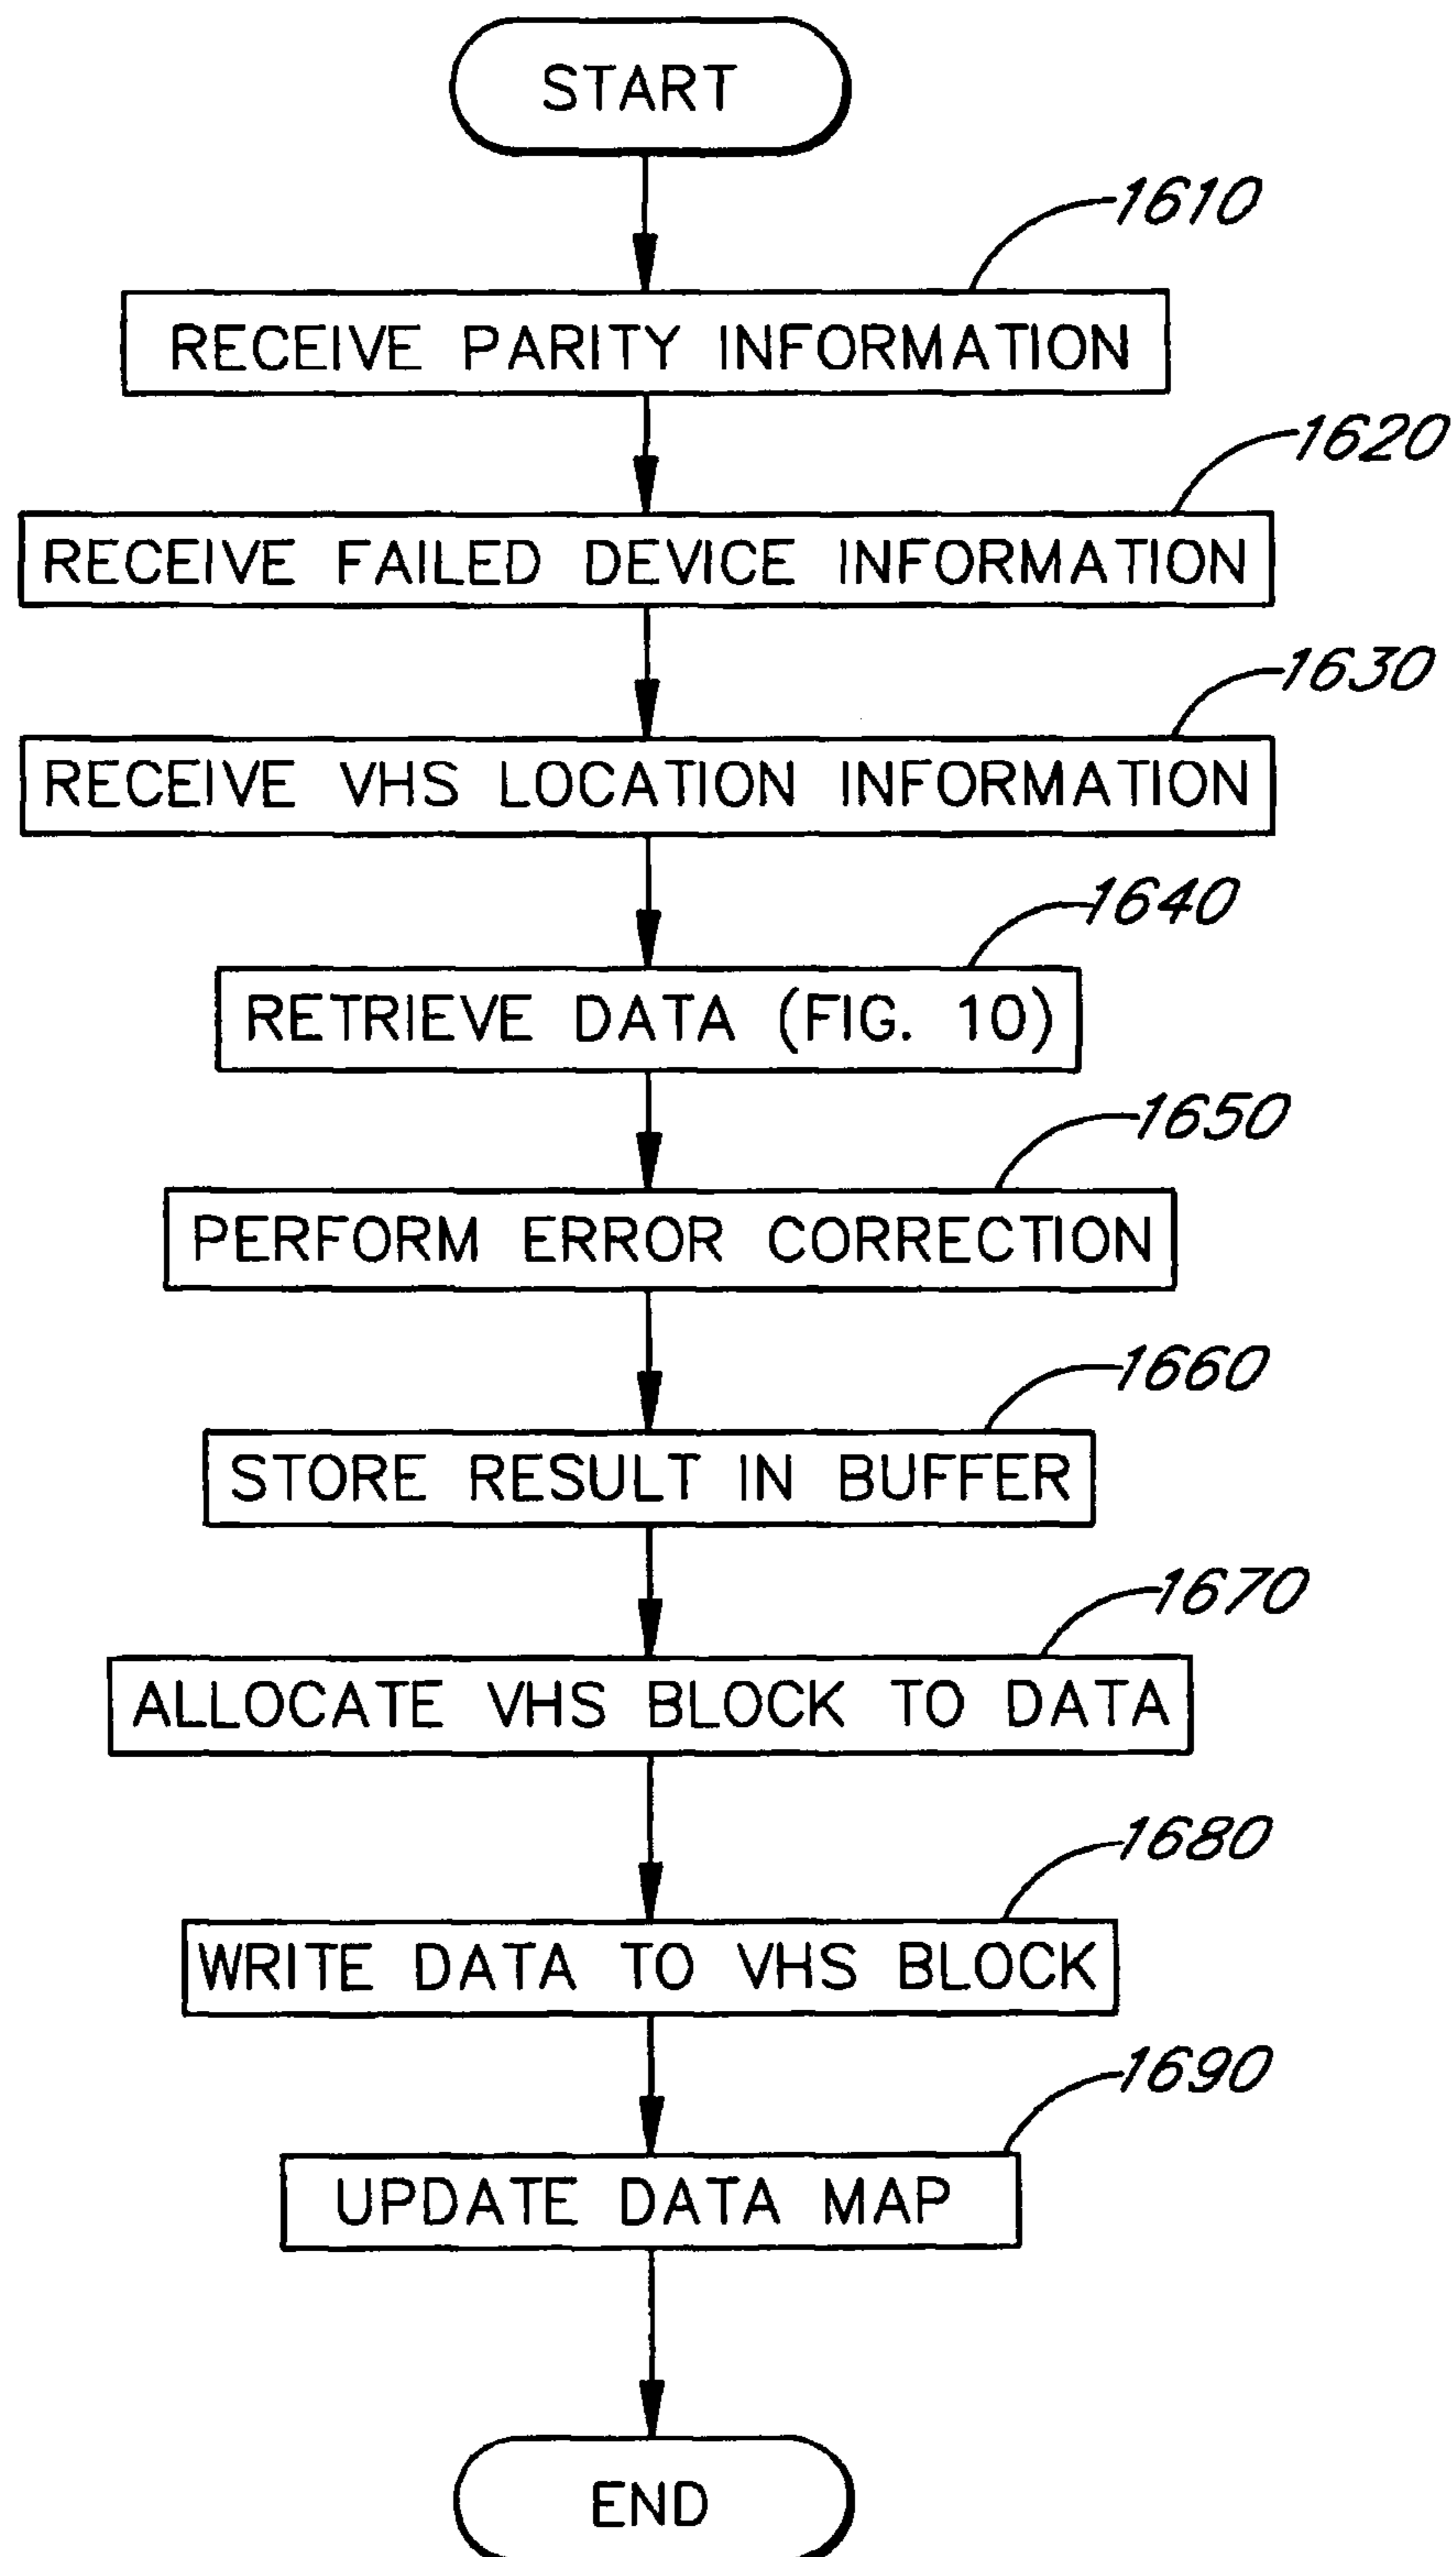 START
1610
RECEIVE PARITY INFORMATION
1620
RECEIVE FAILED DEVICE INFORMATION
1630
RECEIVE VHS LOCATION INFORMATION
1640
RETRIEVE DATA (FIG. 10)
1650
PERFORM ERROR CORRECTION
1660
STORE RESULT IN BUFFER
1670
ALLOCATE VHS BLOCK TO DATA
1680
WRITE DATA TO VHS BLOCK
1690
UPDATE DATA MAP
END